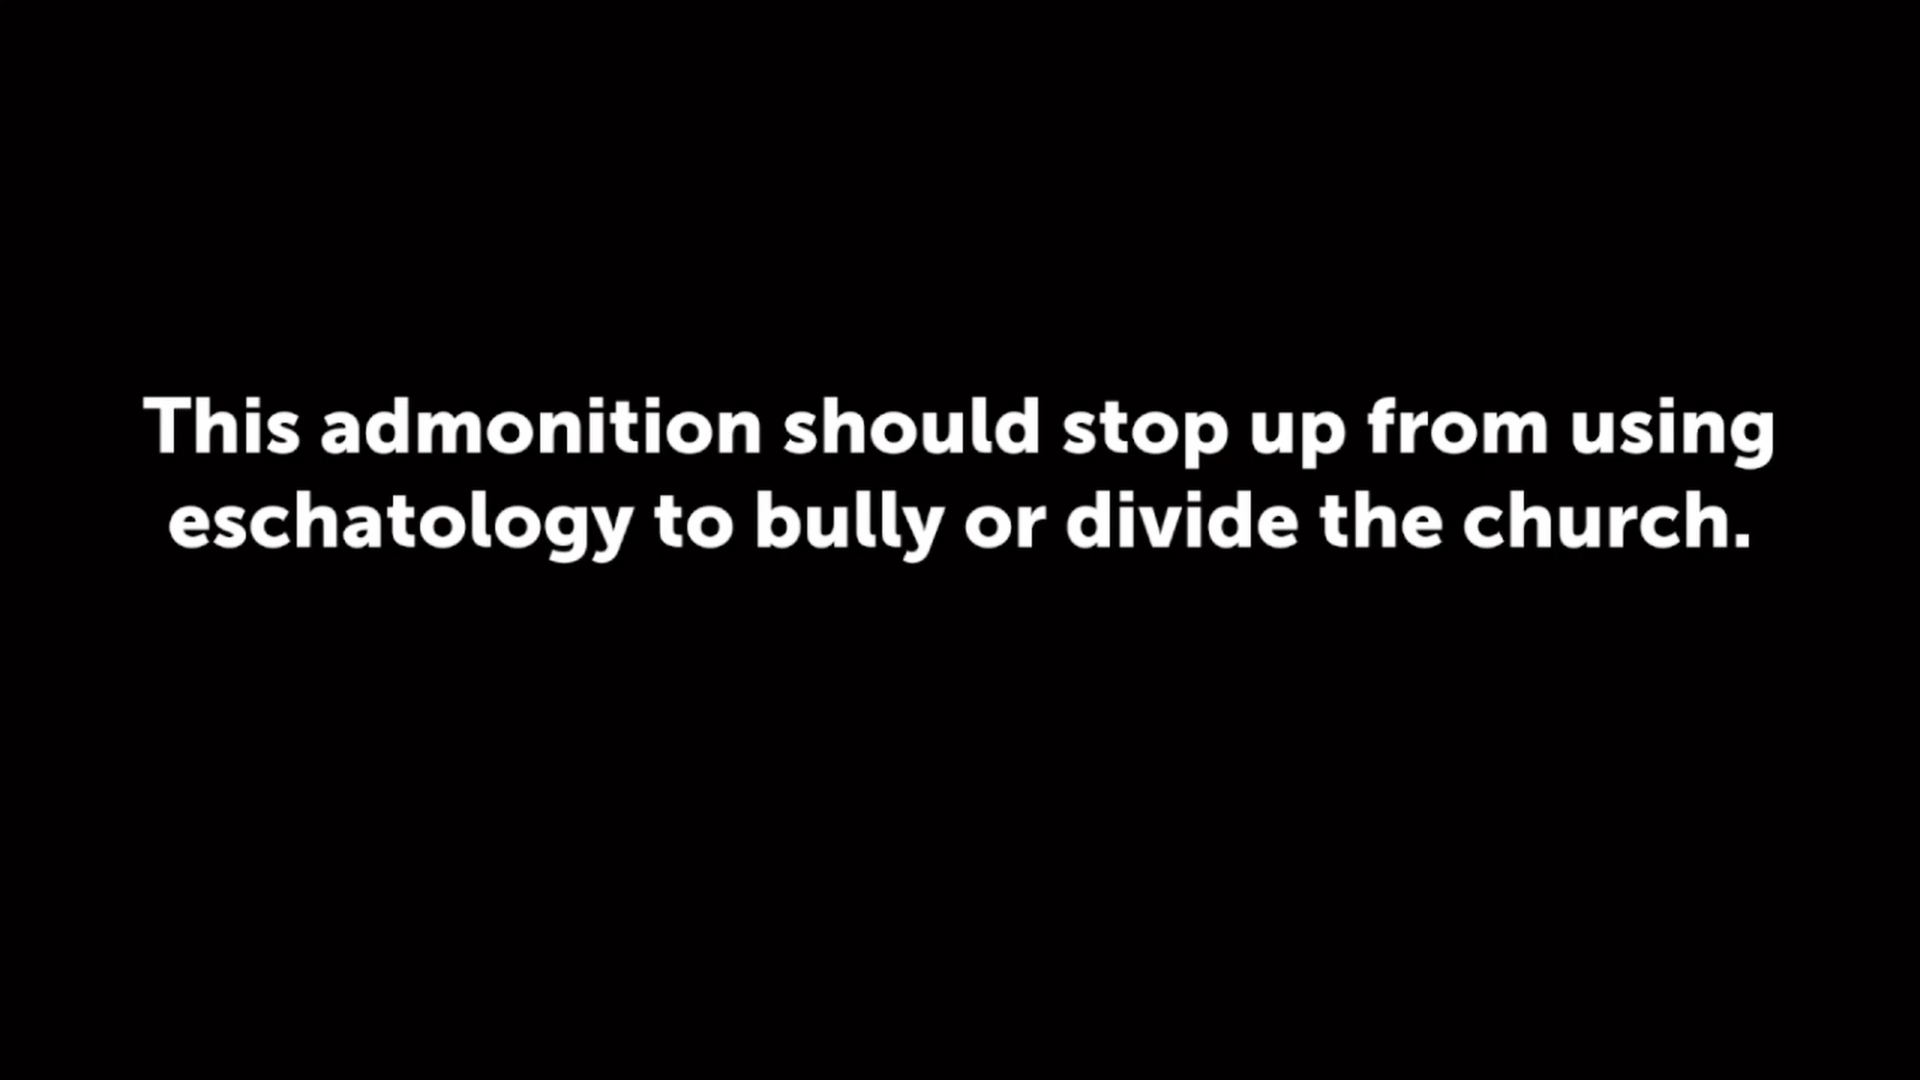 This admonition should stop up from using
eschatology to bully or divide the church.